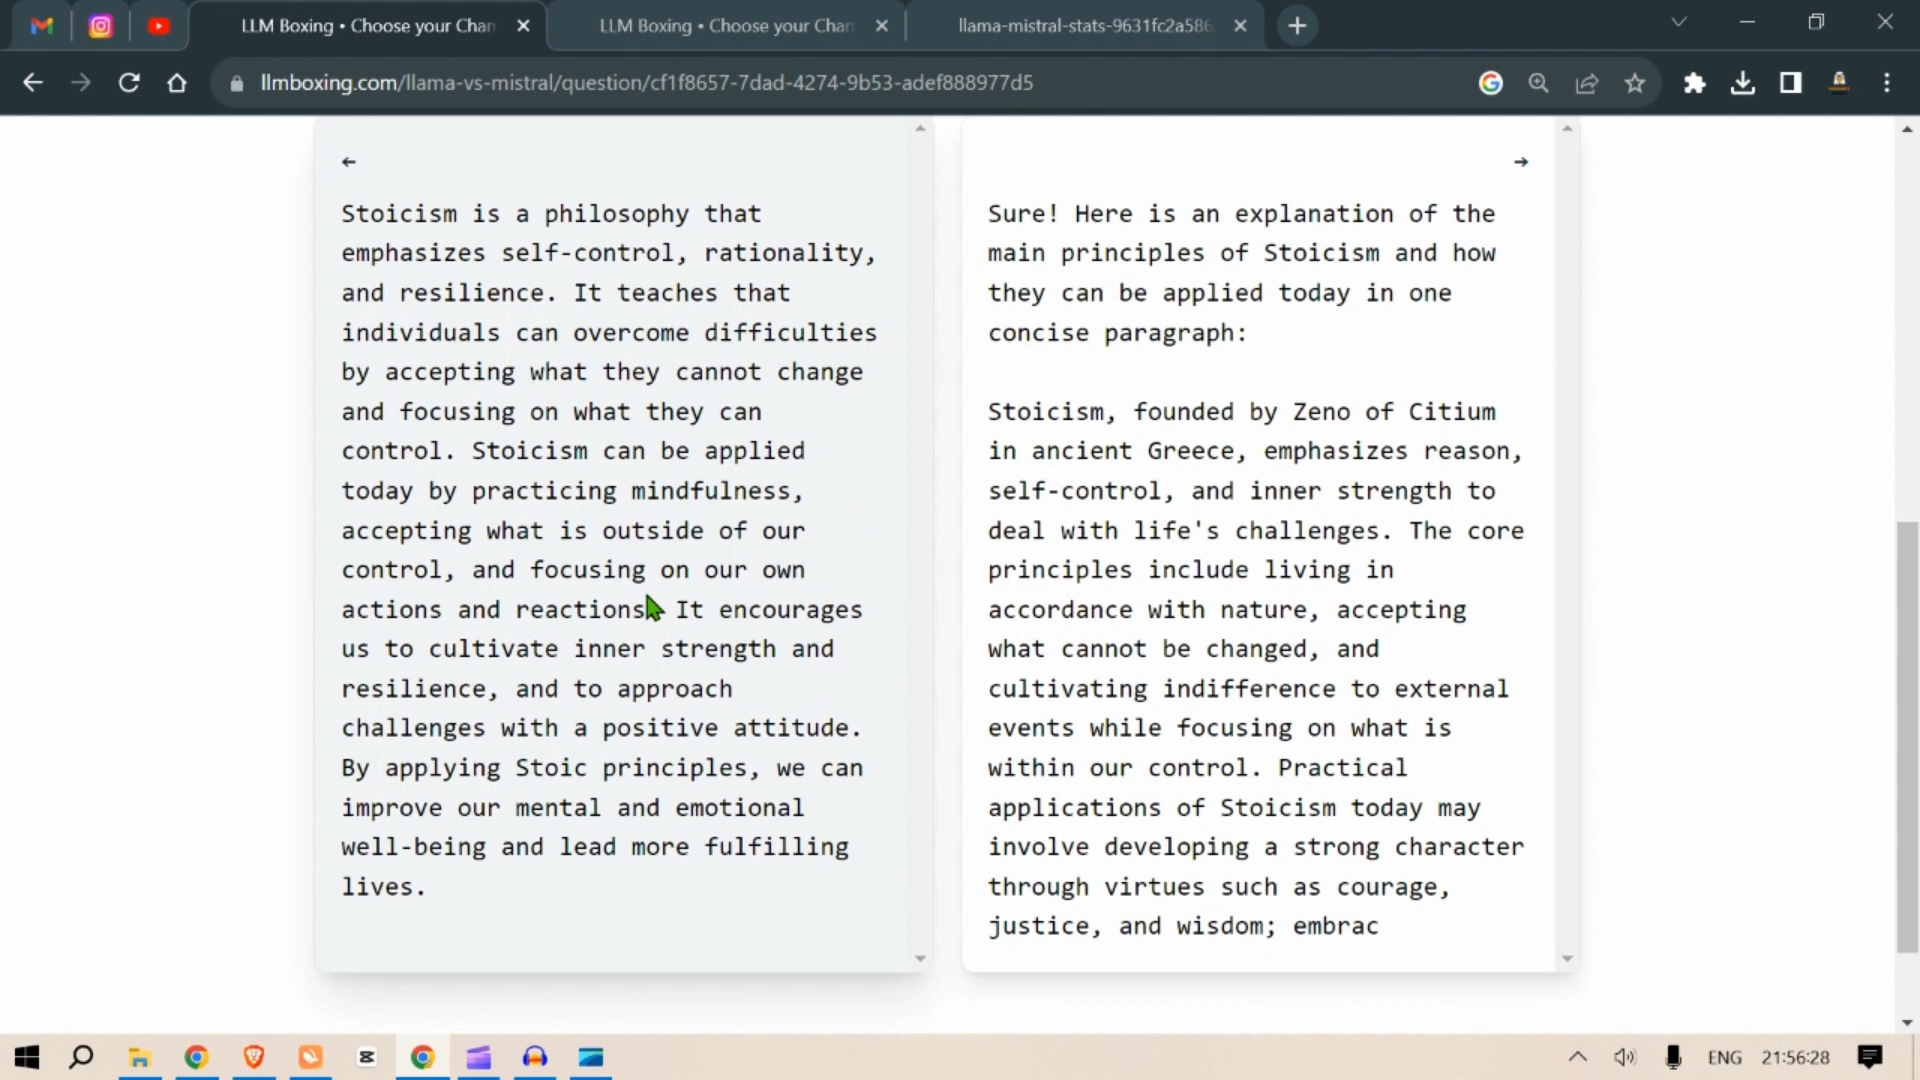 LLM Boxing • Choose your Chan
LLM Boxing • Choose your Chan
llama-mistral-stats-9631fc2a586
llmboxing.com/llama-vs-mistral/question/cf1f8657-7dad-4274-9b53-adef888977d5
←
Stoicism is a philosophy that
emphasizes self-control, rationality,
and resilience. It teaches that
individuals can overcome difficulties
by accepting what they cannot change
and focusing on what they can
control. Stoicism can be applied
today by practicing mindfulness,
accepting what is outside of our
control, and focusing on our own
actions and reactions. It encourages
us to cultivate inner strength and
resilience, and to approach
challenges with a positive attitude.
By applying Stoic principles, we can
improve our mental and emotional
well-being and lead more fulfilling
lives.
→
Sure! Here is an explanation of the
main principles of Stoicism and how
they can be applied today in one
concise paragraph:
Stoicism, founded by Zeno of Citium
in ancient Greece, emphasizes reason,
self-control, and inner strength to
deal with life's challenges. The core
principles include living in
accordance with nature, accepting
what cannot be changed, and
cultivating indifference to external
events while focusing on what is
within our control. Practical
applications of Stoicism today may
involve developing a strong character
through virtues such as courage,
justice, and wisdom; embrac
ENG
21:56:28